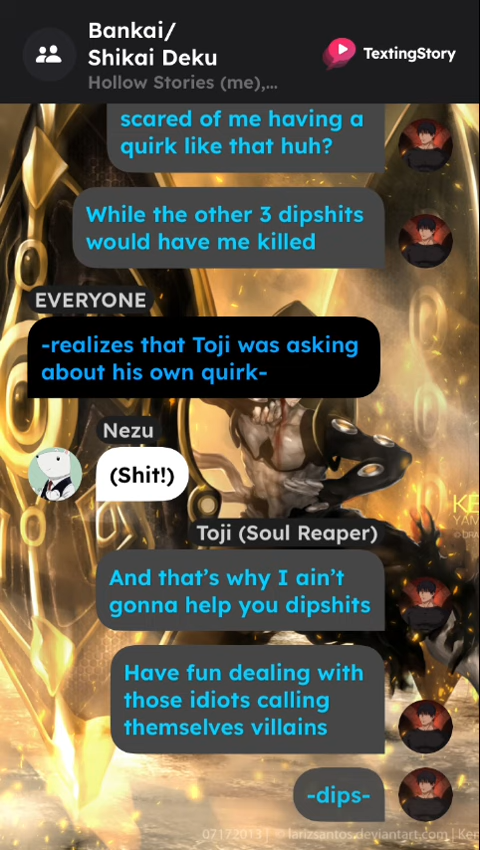 Bankai/
Shikai Deku
Hollow Stories (me),...
TextingStory
scared of me having a
quirk like that huh?
While the other 3 dipshits
would have me killed
EVERYONE
-realizes that Toji was asking
about his own quirk-
Nezu
(Shit!)
Toji (Soul Reaper)
And that's why I ain't
gonna help you dipshits
Have fun dealing with
those idiots calling
themselves villains
-dips-
07172013 | © larizsantos.deviantart.com | Ken